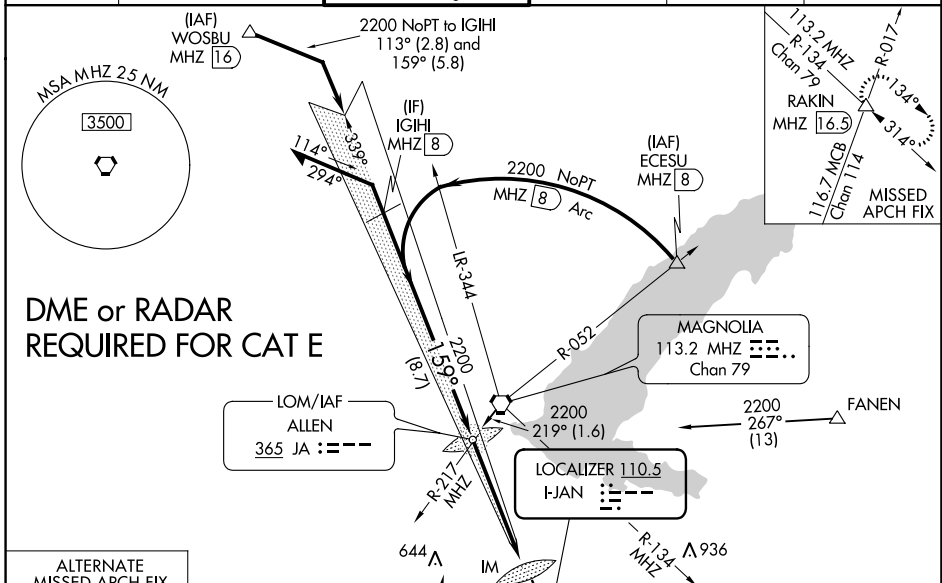 (IAF)
WOSBU
MHZ 16
2200 NoPT to IGIHI
113° (2.8) and
159° (5.8)
MSA MHZ 25 NM
3500
(IF)
IGIHI
MHZ 8
339°
114°
294°
2200 NoPT
MHZ 8 Arc
(IAF)
ECESU
MHZ 8
113.2 MHZ
R-134
Chan 79
R-017
134°
314°
RAKIN
MHZ 16.5
116.7 MCB
Chan 114
MISSED
APCH FIX
DME or RADAR
REQUIRED FOR CAT E
LR-344
R-052
2200
159°
(8.7)
MAGNOLIA
113.2 MHZ
Chan 79
LOM/IAF
ALLEN
365 JA
2200
219° (1.6)
2200
267°
(13)
FANEN
R-217
MHZ
LOCALIZER 110.5
I-JAN
R-134
MHZ
644
IM
936
ALTERNATE
MISSED APCH FIX